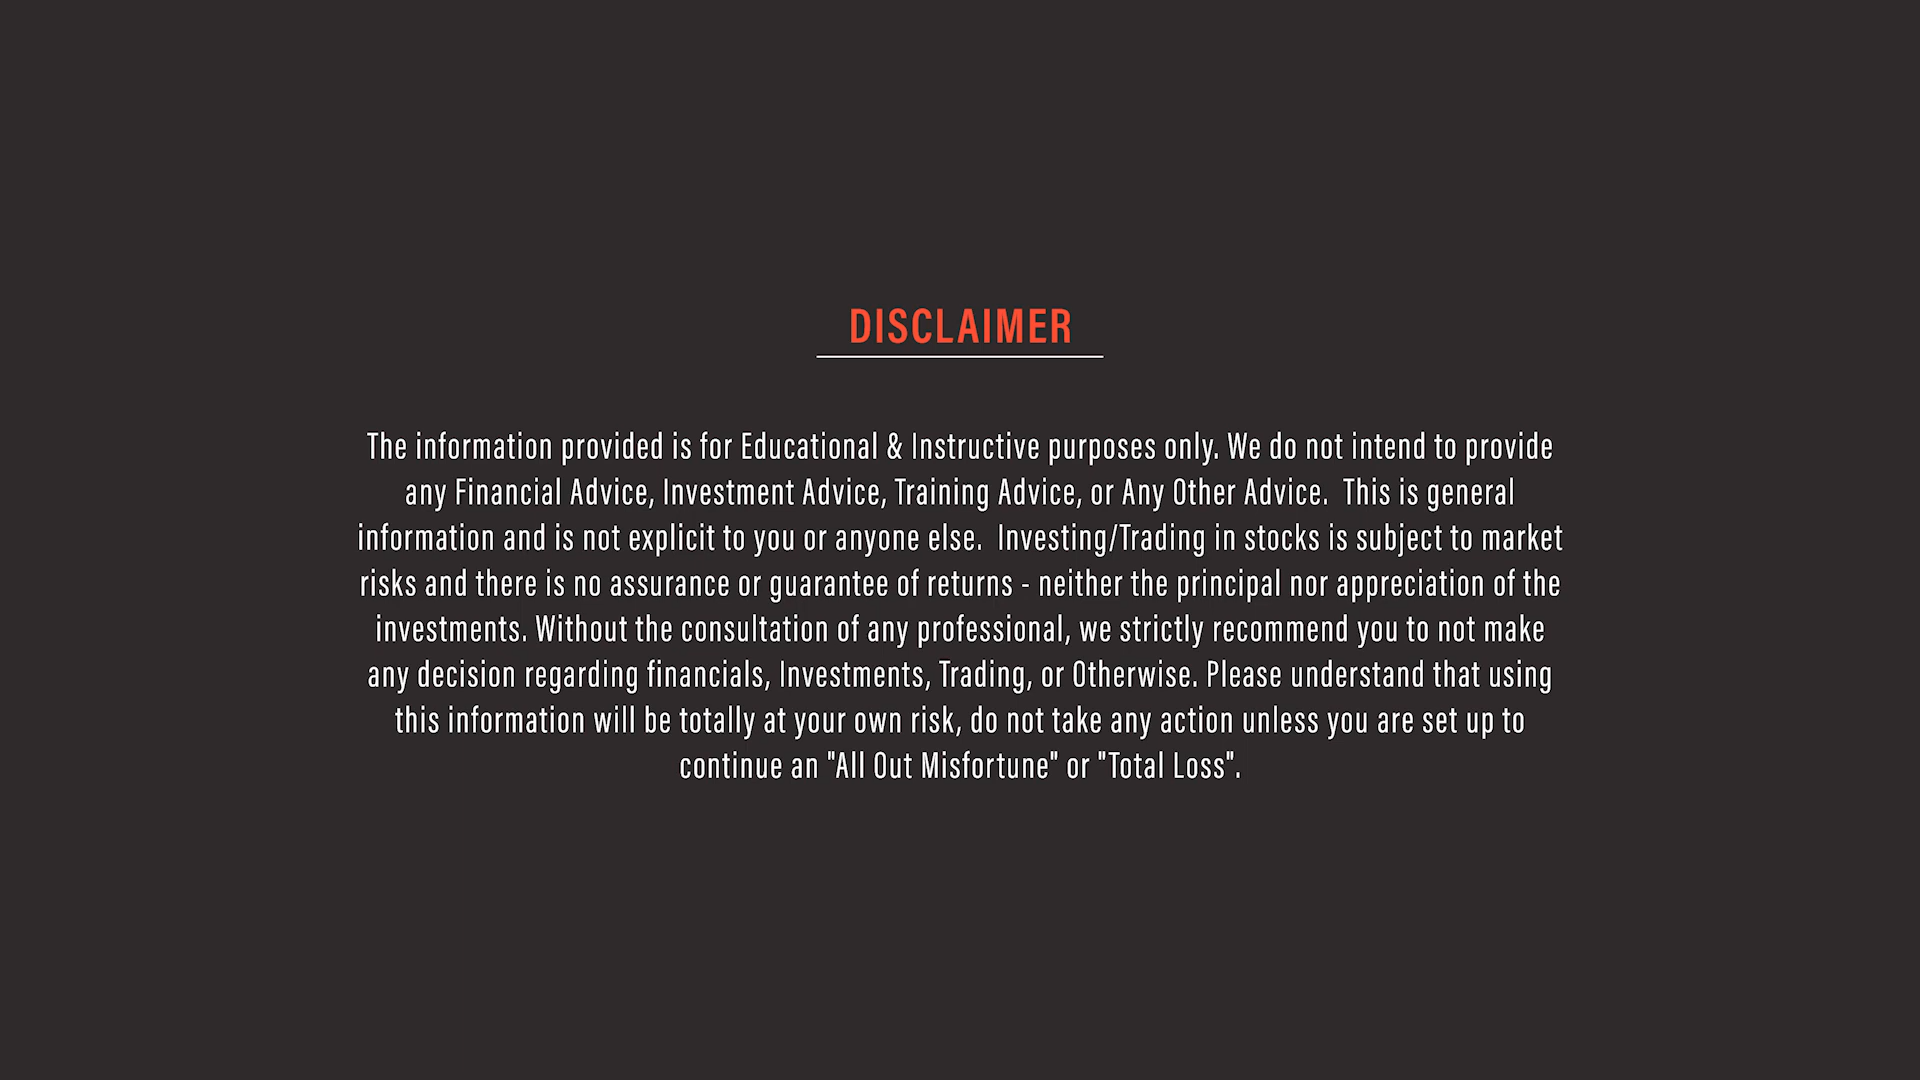 DISCLAIMER
The information provided is for Educational & Instructive purposes only. We do not intend to provide
any Financial Advice, Investment Advice, Training Advice, or Any Other Advice.  This is general
information and is not explicit to you or anyone else.  Investing/Trading in stocks is subject to market
risks and there is no assurance or guarantee of returns - neither the principal nor appreciation of the
investments. Without the consultation of any professional, we strictly recommend you to not make
any decision regarding financials, Investments, Trading, or Otherwise. Please understand that using
this information will be totally at your own risk, do not take any action unless you are set up to
continue an "All Out Misfortune" or "Total Loss".